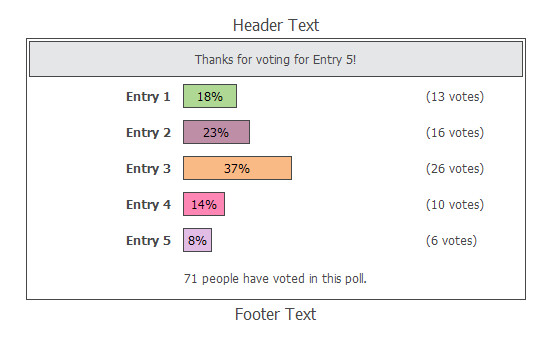 Header Text
Thanks for voting for Entry 5!
Entry 1 18% (13 votes)
Entry 2 23% (16 votes)
Entry 3 37% (26 votes)
Entry 4 14% (10 votes)
Entry 5 8% (6 votes)
71 people have voted in this poll.
Footer Text